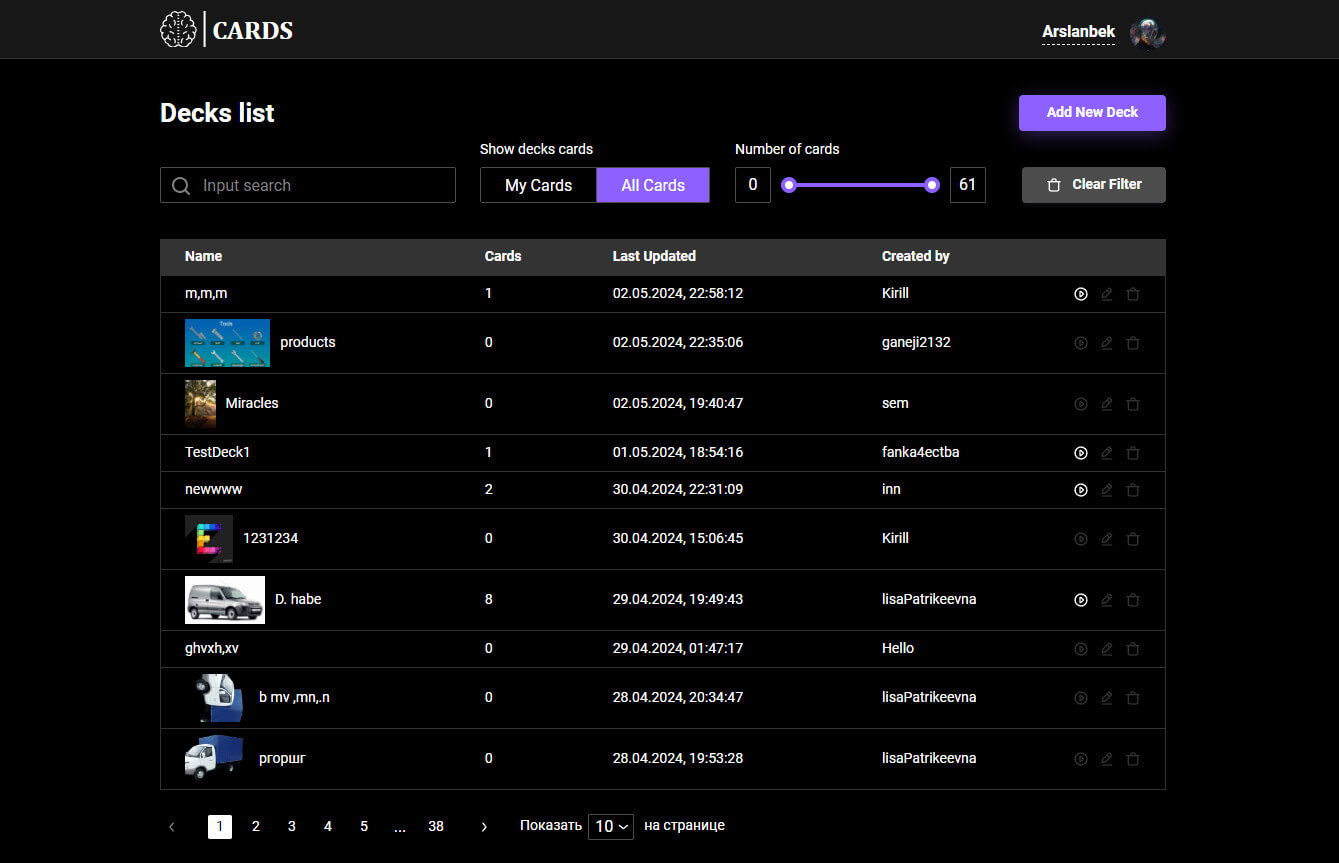 CARDS
Arslanbek
Decks list
Add New Deck
Show decks cards
Number of cards
Input search
My Cards All Cards
0 61
Clear Filter
Name Cards Last Updated Created by
m,m,m 1 02.05.2024, 22:58:12 Kirill
Tools
products 0 02.05.2024, 22:35:06 ganeji2132
Miracles 0 02.05.2024, 19:40:47 sem
TestDeck1 1 01.05.2024, 18:54:16 fanka4ectba
newwww 2 30.04.2024, 22:31:09 inn
E 1231234 0 30.04.2024, 15:06:45 Kirill
D. habe 8 29.04.2024, 19:49:43 lisaPatrikeevna
ghvxh,xv 0 29.04.2024, 01:47:17 Hello
b mv ,mn,.n 0 28.04.2024, 20:34:47 lisaPatrikeevna
ргоршг 0 28.04.2024, 19:53:28 lisaPatrikeevna
1 2 3 4 5 ... 38 Показать 10 на странице